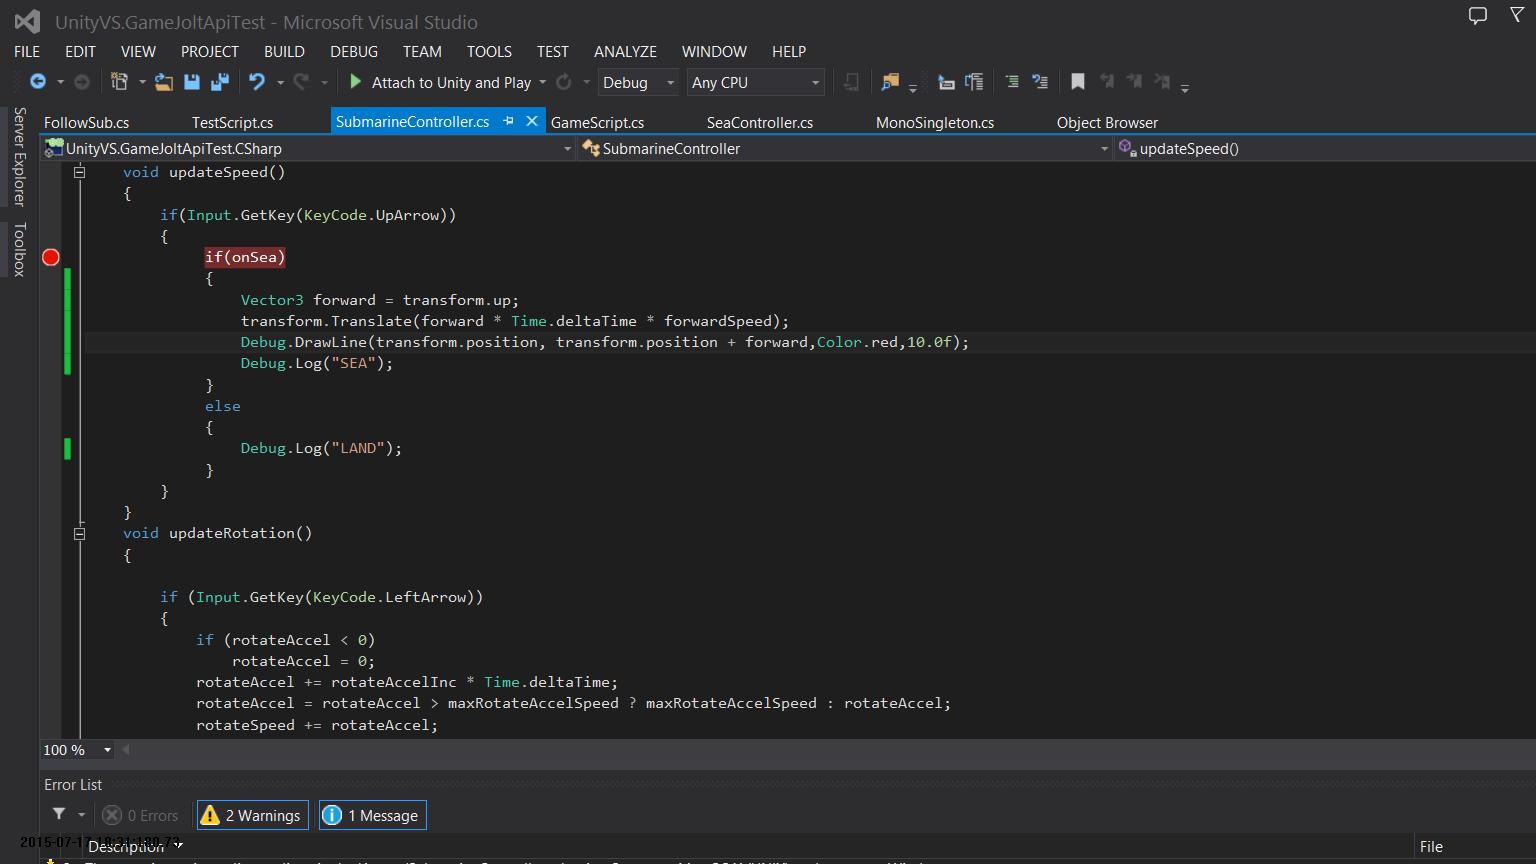 UnityVS.GameJoltApiTest - Microsoft Visual Studio
FILE EDIT VIEW PROJECT BUILD DEBUG TEAM TOOLS TEST ANALYZE WINDOW HELP
Attach to Unity and Play Debug Any CPU
Server Explorer
Toolbox
FollowSub.cs TestScript.cs SubmarineController.cs GameScript.cs SeaController.cs MonoSingleton.cs Object Browser
UnityVS.GameJoltApiTest.CSharp SubmarineController updateSpeed()
void updateSpeed()
{
if(Input.GetKey(KeyCode.UpArrow))
{
if(onSea)
{
Vector3 forward = transform.up;
transform.Translate(forward * Time.deltaTime * forwardSpeed);
Debug.DrawLine(transform.position, transform.position + forward,Color.red,10.0f);
Debug.Log("SEA");
}
else
{
Debug.Log("LAND");
}
}
}
void updateRotation()
{
if (Input.GetKey(KeyCode.LeftArrow))
{
if (rotateAccel < 0)
rotateAccel = 0;
rotateAccel += rotateAccelInc * Time.deltaTime;
rotateAccel = rotateAccel > maxRotateAccelSpeed ? maxRotateAccelSpeed : rotateAccel;
rotateSpeed += rotateAccel;
100 %
Error List
0 Errors 2 Warnings 1 Message
Description File